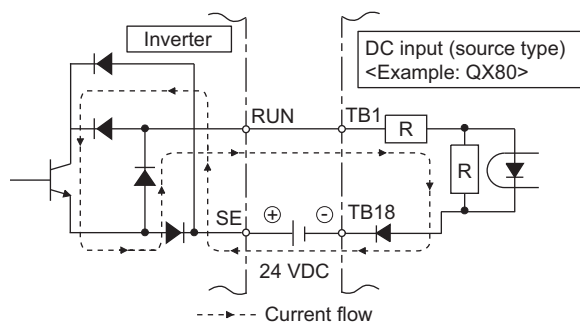 Inverter
DC input (source type)
<Example: QX80>
RUN
TB1
R
R
SE
⊕
⊖
TB18
24 VDC
Current flow